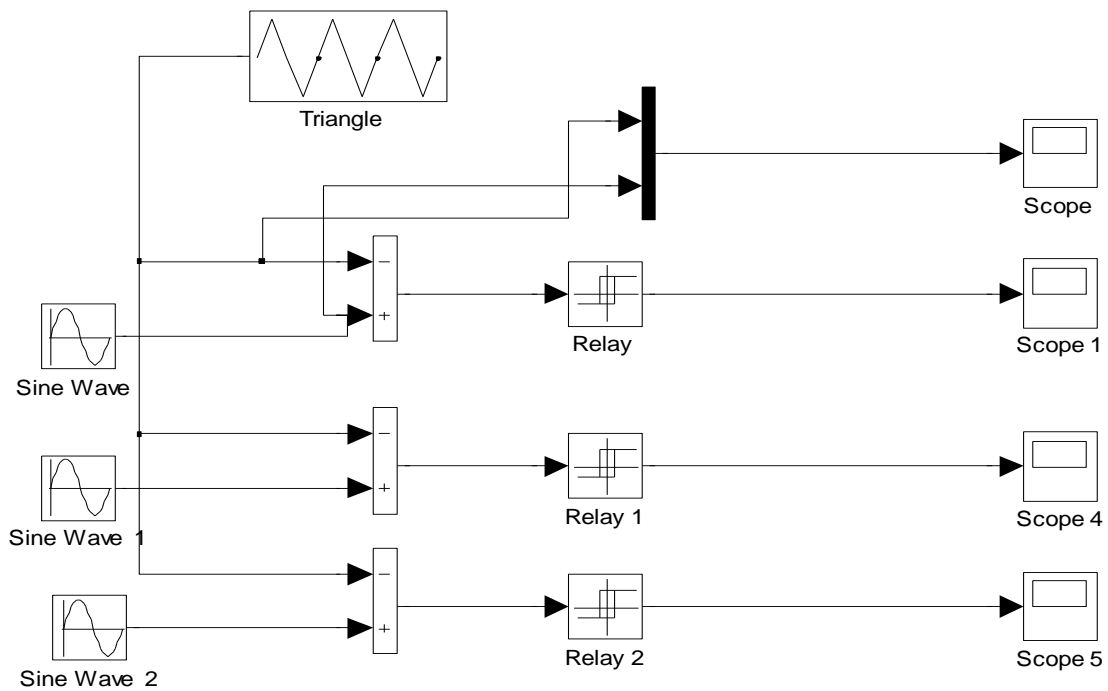 Triangle
Scope
−
+
Sine Wave
Relay
Scope 1
−
+
Sine Wave 1
Relay 1
Scope 4
−
+
Sine Wave 2
Relay 2
Scope 5